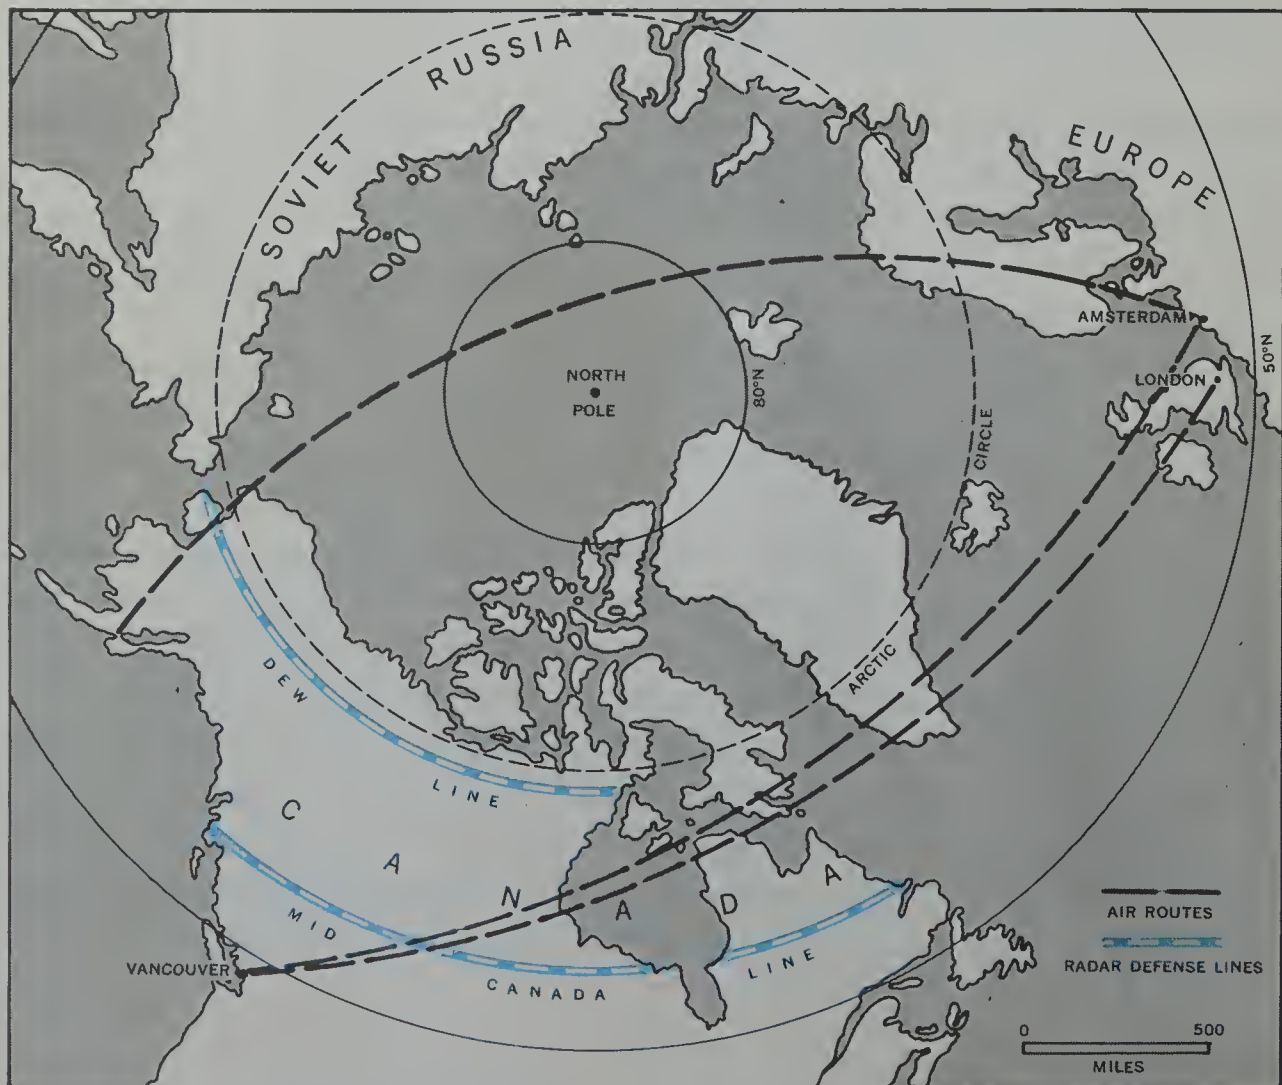 SOVIET RUSSIA
EUROPE
AMSTERDAM
50°N
NORTH
POLE
80°N
LONDON
CIRCLE
ARCTIC
DEW
LINE
CANADA
MID
CANADA
LINE
VANCOUVER
AIR ROUTES
RADAR DEFENSE LINES
0 500
MILES